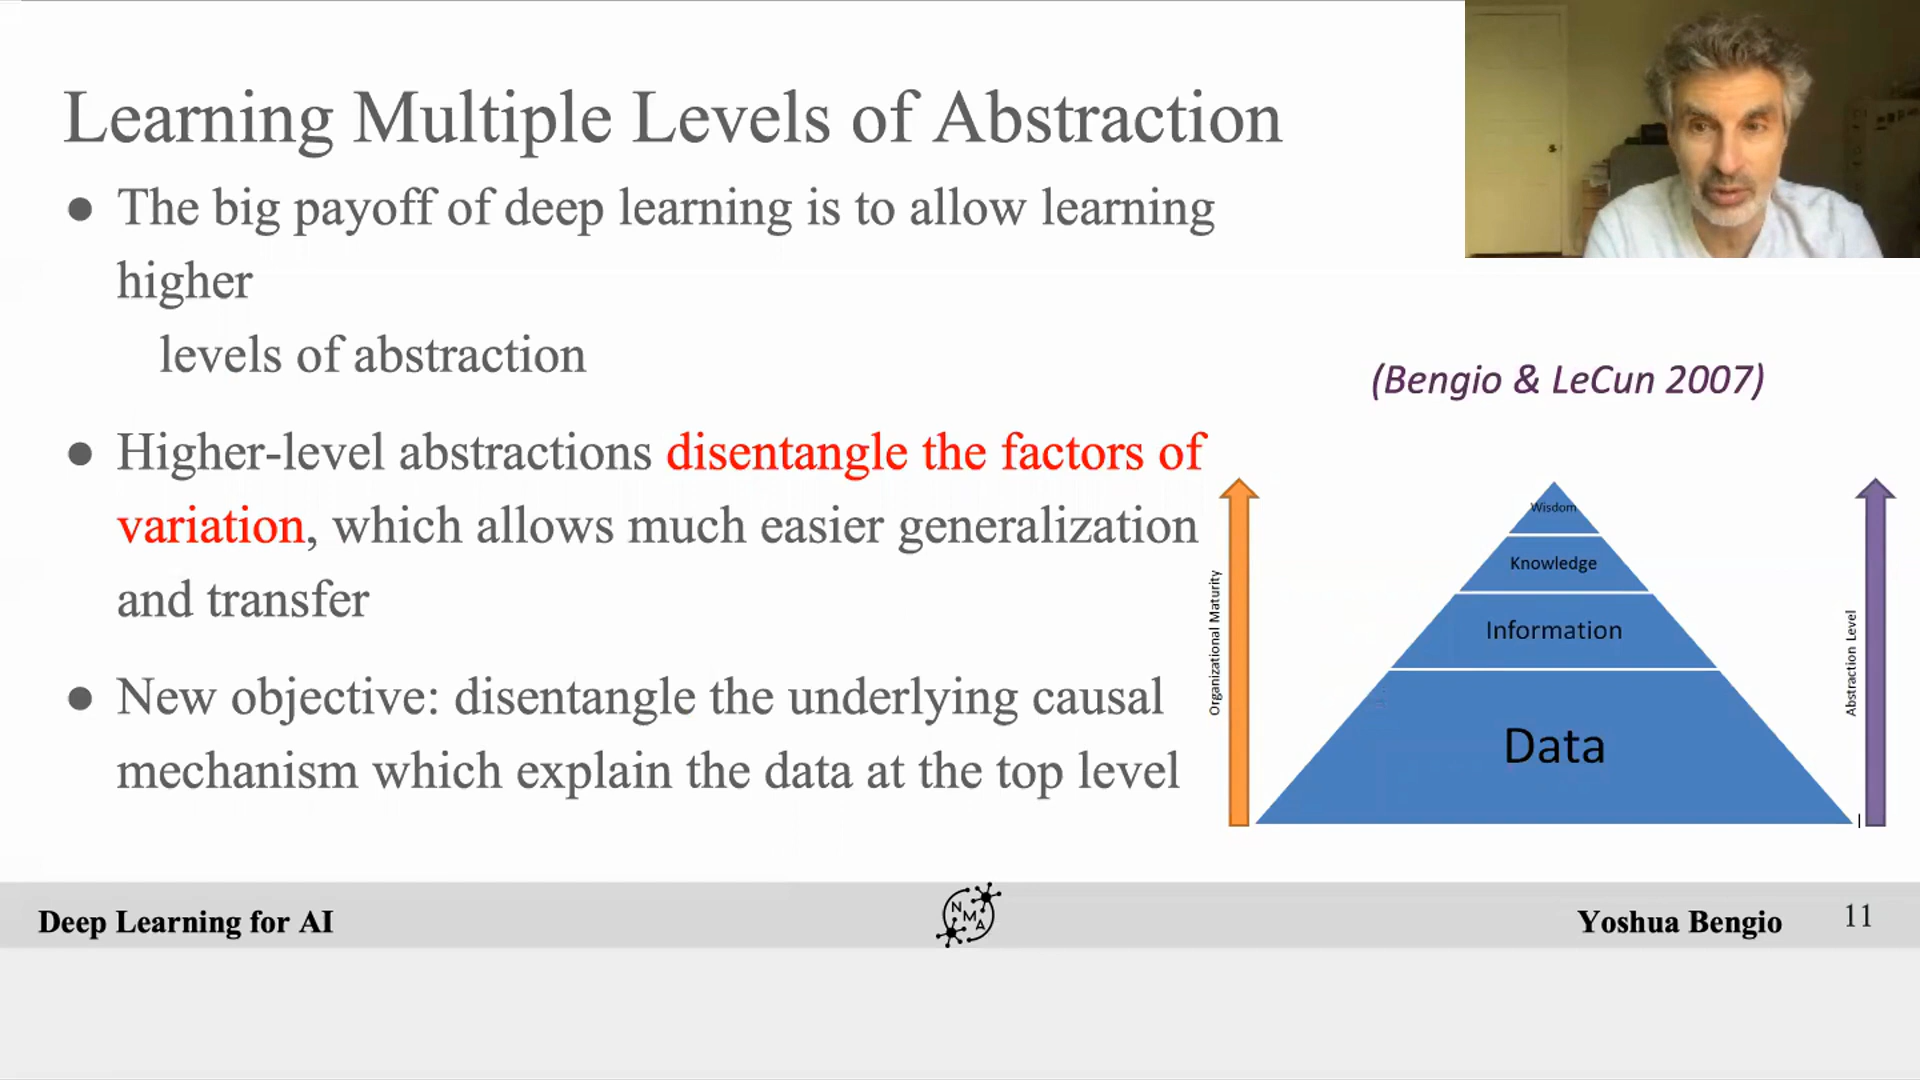 Learning Multiple Levels of Abstraction
● The big payoff of deep learning is to allow learning
higher
levels of abstraction
● Higher-level abstractions disentangle the factors of
variation, which allows much easier generalization
and transfer
● New objective: disentangle the underlying causal
mechanism which explain the data at the top level
(Bengio & LeCun 2007)
Organizational Maturity
Wisdom
Knowledge
Information
Data
Abstraction Level
Deep Learning for AI
NMA
Yoshua Bengio
11